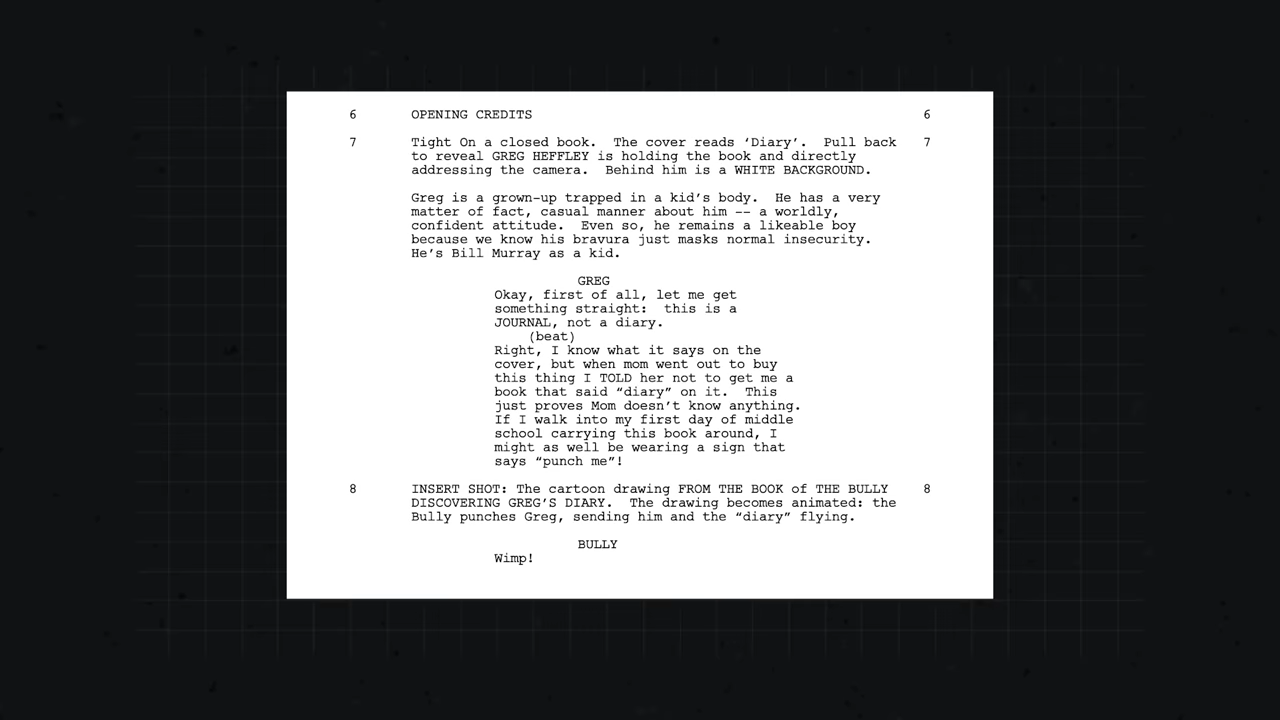 6 OPENING CREDITS 6
7 Tight On a closed book. The cover reads ‘Diary’. Pull back 7
to reveal GREG HEFFLEY is holding the book and directly
addressing the camera. Behind him is a WHITE BACKGROUND.
Greg is a grown-up trapped in a kid’s body. He has a very
matter of fact, casual manner about him -- a worldly,
confident attitude. Even so, he remains a likeable boy
because we know his bravura just masks normal insecurity.
He’s Bill Murray as a kid.
GREG
Okay, first of all, let me get
something straight: this is a
JOURNAL, not a diary.
(beat)
Right, I know what it says on the
cover, but when mom went out to buy
this thing I TOLD her not to get me a
book that said “diary” on it. This
just proves Mom doesn’t know anything.
If I walk into my first day of middle
school carrying this book around, I
might as well be wearing a sign that
says “punch me”!
8 INSERT SHOT: The cartoon drawing FROM THE BOOK of THE BULLY 8
DISCOVERING GREG’S DIARY. The drawing becomes animated: the
Bully punches Greg, sending him and the “diary” flying.
BULLY
Wimp!